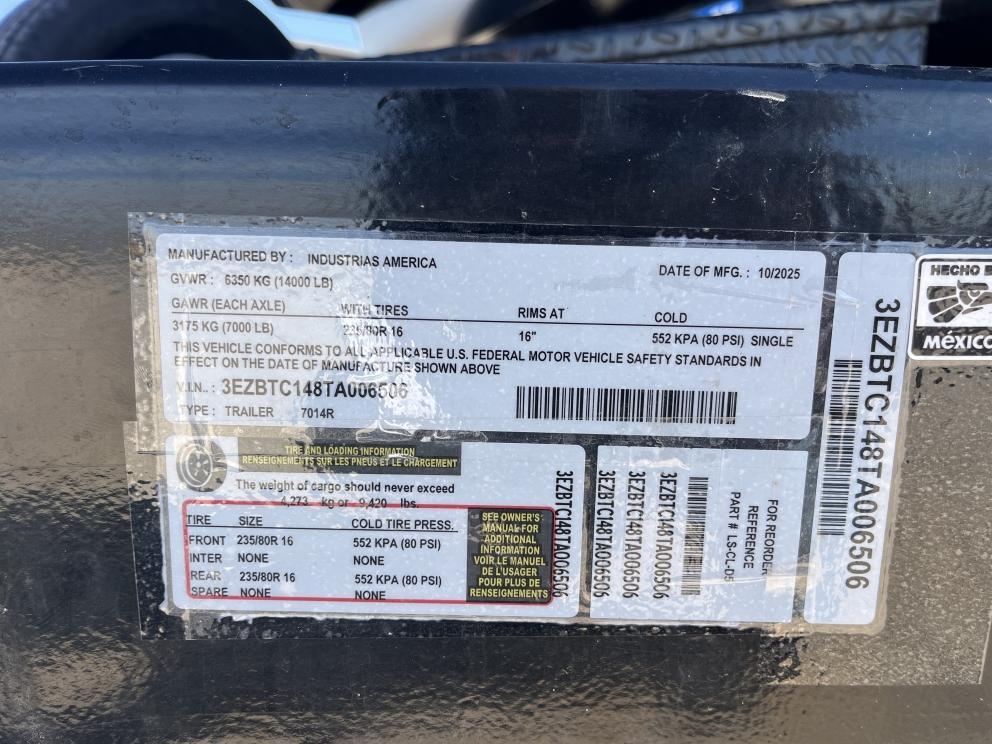 MANUFACTURED BY : INDUSTRIAS AMERICA
DATE OF MFG. : 10/2025
GVWR : 6350 KG (14000 LB)
GAWR (EACH AXLE) WITH TIRES RIMS AT COLD
3175 KG (7000 LB) 235/80R 16 16" 552 KPA (80 PSI) SINGLE
THIS VEHICLE CONFORMS TO ALL APPLICABLE U.S. FEDERAL MOTOR VEHICLE SAFETY STANDARDS IN
EFFECT ON THE DATE OF MANUFACTURE SHOWN ABOVE
V.I.N. : 3EZBTC148TA006506
TYPE : TRAILER 7014R
TIRE AND LOADING INFORMATION
RENSEIGNEMENTS SUR LES PNEUS ET LE CHARGEMENT
The weight of cargo should never exceed
4,273 kg or 9,420 lbs.
TIRE SIZE COLD TIRE PRESS.
FRONT 235/80R 16 552 KPA (80 PSI)
INTER NONE NONE
REAR 235/80R 16 552 KPA (80 PSI)
SPARE NONE NONE
SEE OWNER'S
MANUAL FOR
ADDITIONAL
INFORMATION
VOIR LE MANUEL
DE L'USAGER
POUR PLUS DE
RENSEIGNEMENTS
3EZBTC148TA006506
3EZBTC148TA006506
3EZBTC148TA006506
3EZBTC148TA006506
FOR REORDER
REFERENCE
PART # LS-CL-D5
3EZBTC148TA006506
HECHO E
MÉXICO